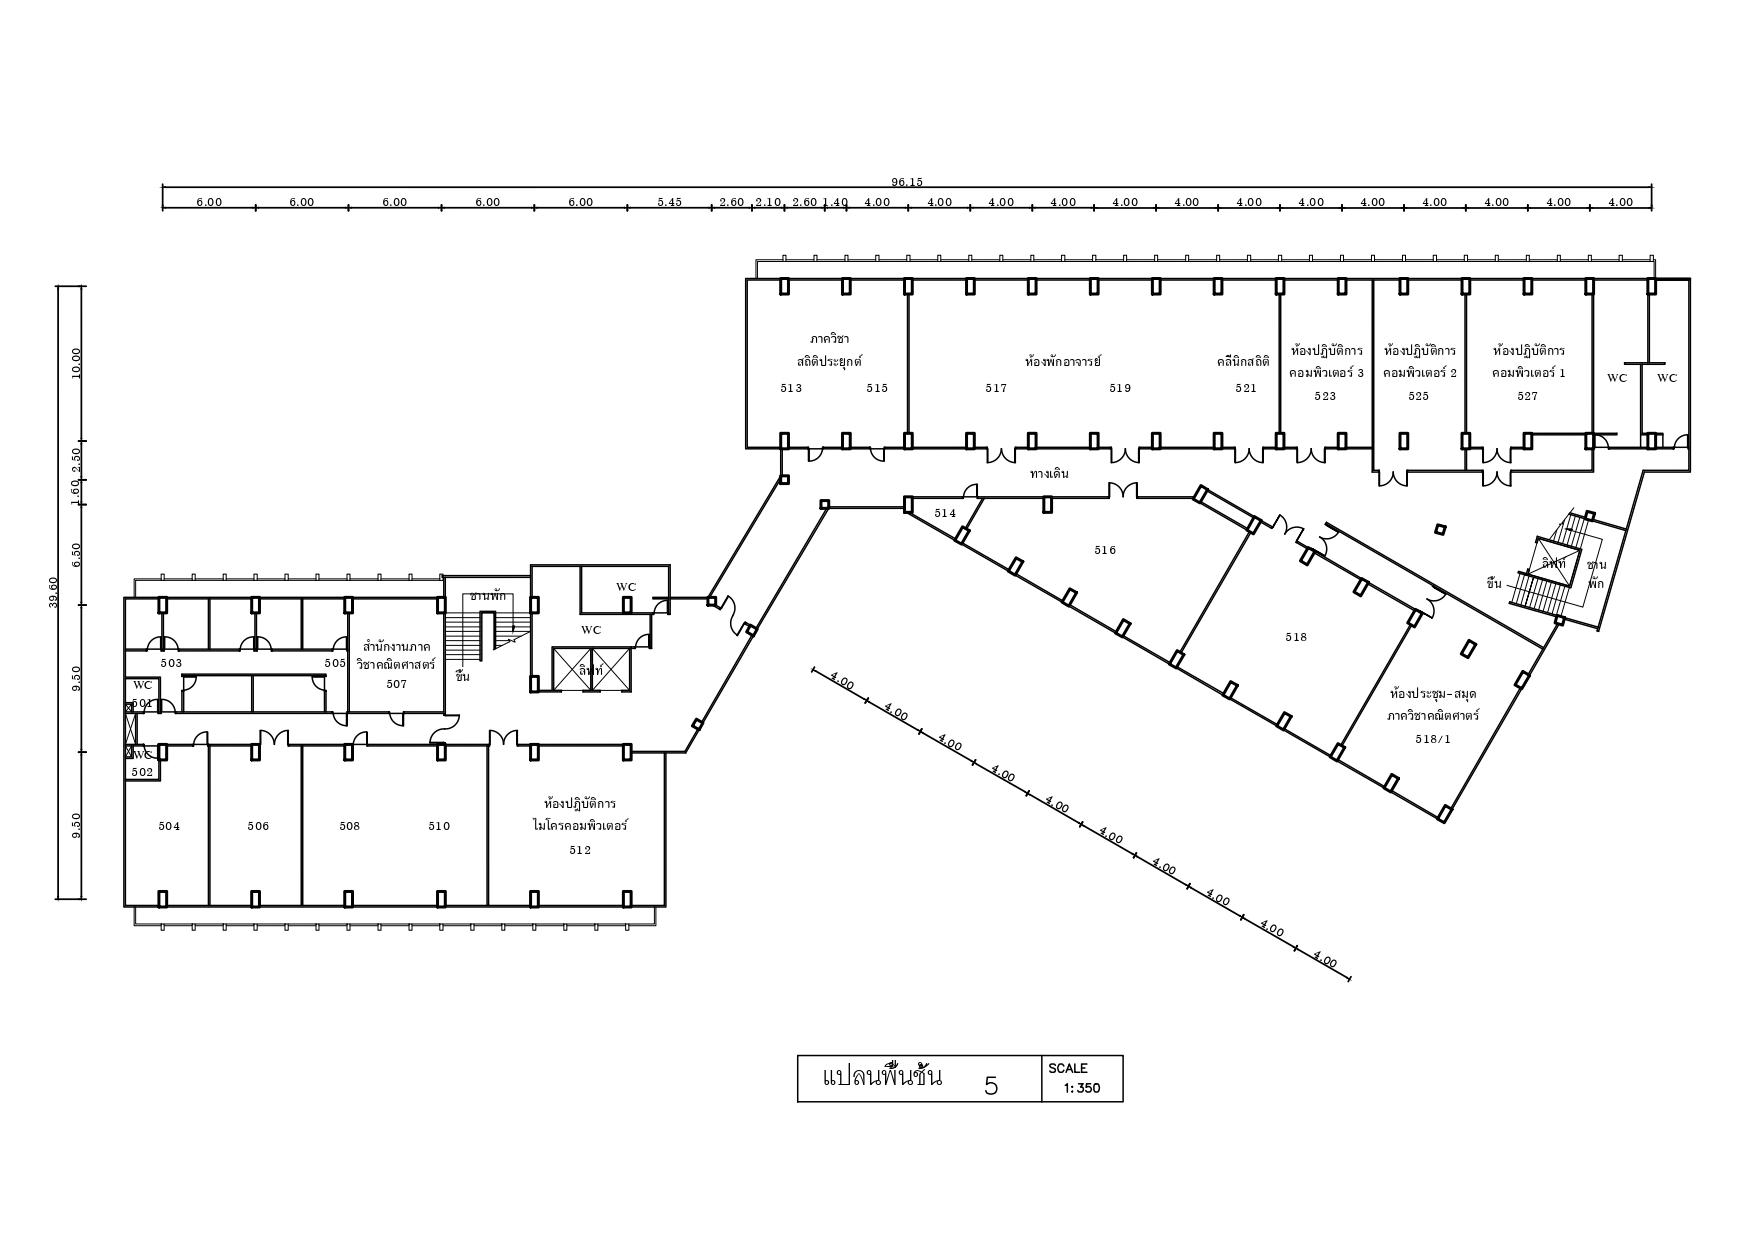 96.15
6.00 6.00 6.00 6.00 6.00 5.45 2.60 2.10 2.60 1.40 4.00 4.00 4.00 4.00 4.00 4.00 4.00 4.00 4.00 4.00 4.00 4.00 4.00
39.60
10.00
2.50
1.60
6.50
9.50
9.50
ภาควิชา
สถิติประยุกต์
513 515
ห้องพักอาจารย์
517 519
คลีนิกสถิติ
521
ห้องปฏิบัติการ
คอมพิวเตอร์ 3
523
ห้องปฏิบัติการ
คอมพิวเตอร์ 2
525
ห้องปฏิบัติการ
คอมพิวเตอร์ 1
527
WC WC
ทางเดิน
514
516
518
ห้องประชุม-สมุด
ภาควิชาคณิตศาตร์
518/1
ลิฟท์
ชาน
พัก
ขึ้น
ชานพัก
WC
WC
ลิฟท์
ขึ้น
503 505
สำนักงานภาค
วิชาคณิตศาสตร์
507
WC
501
WC
502
504 506 508 510
ห้องปฏิบัติการ
ไมโครคอมพิวเตอร์
512
4.00
4.00
4.00
4.00
4.00
4.00
4.00
4.00
4.00
4.00
แปลนพื้นชั้น 5
SCALE
1:350